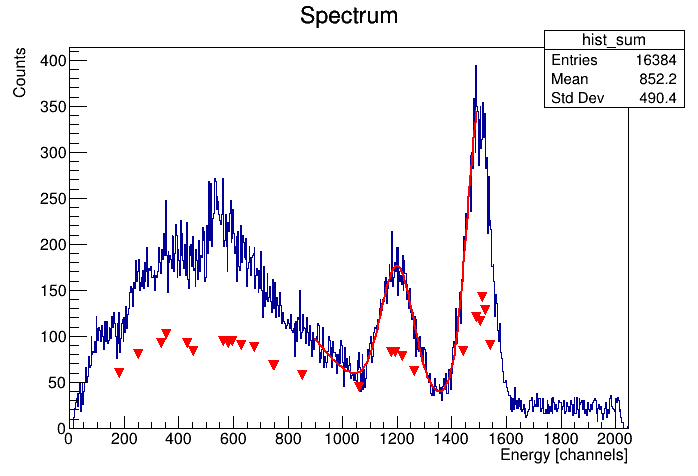 Spectrum
hist_sum
Entries 16384
Mean 852.2
Std Dev 490.4
Counts
400
350
300
250
200
150
100
50
0
0 200 400 600 800 1000 1200 1400 1600 1800 2000
Energy [channels]